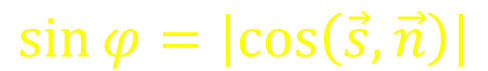 sin φ = |cos(s⃗, n⃗)|